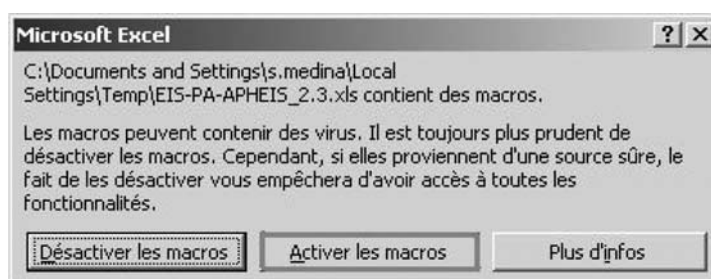 Microsoft Excel
C:\Documents and Settings\s.medina\Local
Settings\Temp\EIS-PA-APHEIS_2.3.xls contient des macros.
Les macros peuvent contenir des virus. Il est toujours plus prudent de
désactiver les macros. Cependant, si elles proviennent d'une source sûre, le
fait de les désactiver vous empêchera d'avoir accès à toutes les
fonctionnalités.
Désactiver les macros
Activer les macros
Plus d'infos